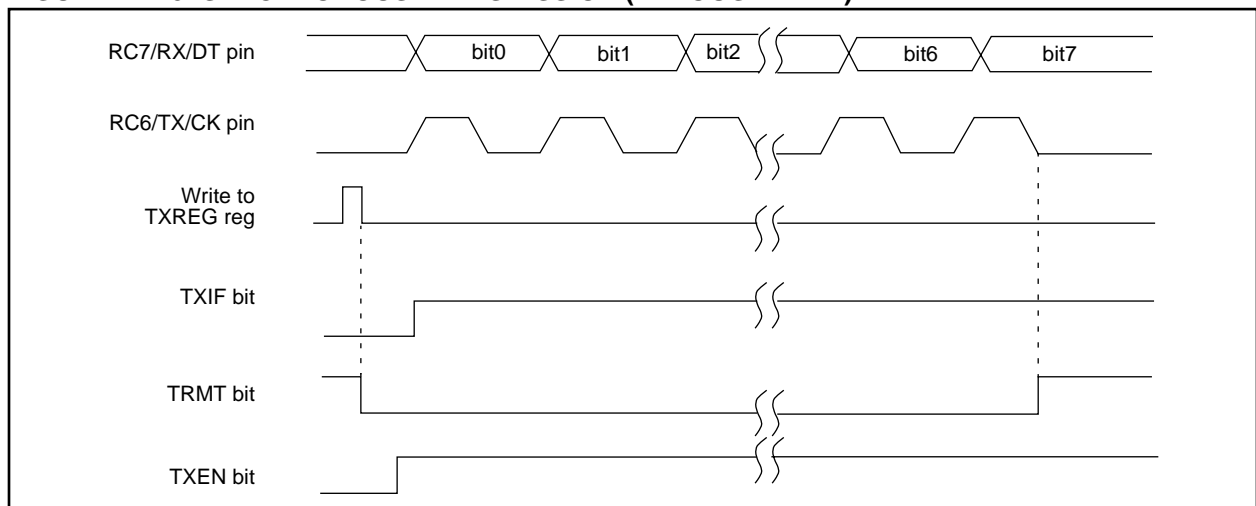 RC7/RX/DT pin
bit0 bit1 bit2 bit6 bit7
RC6/TX/CK pin
Write to
TXREG reg
TXIF bit
TRMT bit
TXEN bit